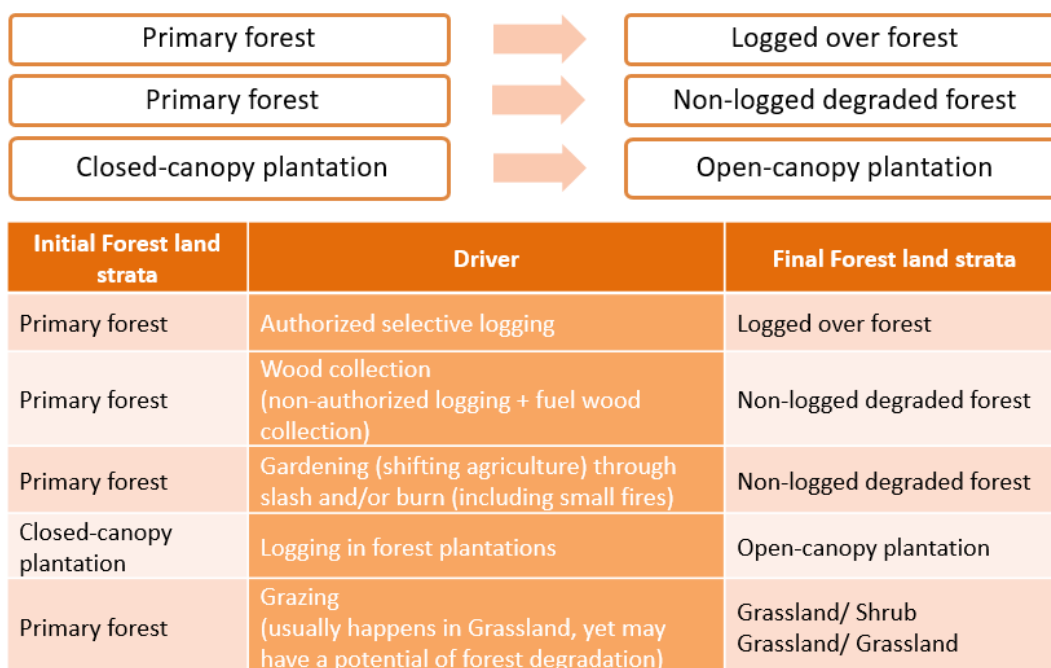 Primary forest
Logged over forest
Primary forest
Non-logged degraded forest
Closed-canopy plantation
Open-canopy plantation
Initial Forest land
strata
Driver
Final Forest land strata
Primary forest
Authorized selective logging
Logged over forest
Primary forest
Wood collection
(non-authorized logging + fuel wood
collection)
Non-logged degraded forest
Primary forest
Gardening (shifting agriculture) through
slash and/or burn (including small fires)
Non-logged degraded forest
Closed-canopy
plantation
Logging in forest plantations
Open-canopy plantation
Primary forest
Grazing
(usually happens in Grassland, yet may
have a potential of forest degradation)
Grassland/ Shrub
Grassland/ Grassland